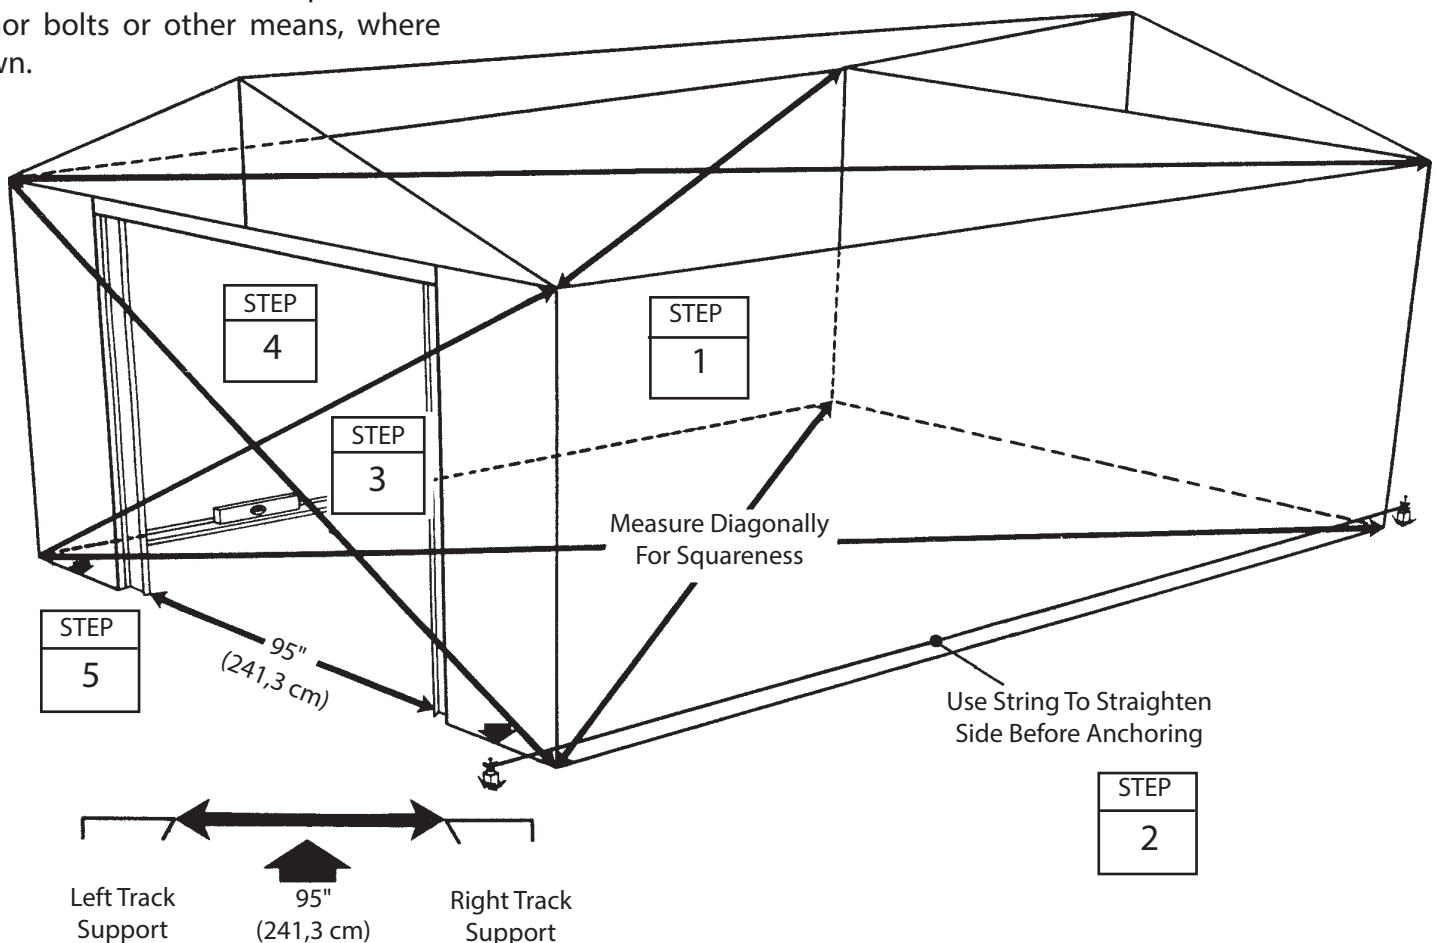 or bolts or other means, where
STEP
4
STEP
1
STEP
3
Measure Diagonally
For Squareness
STEP
5
95"
(241,3 cm)
Use String To Straighten
Side Before Anchoring
STEP
2
Left Track
Support
95"
(241,3 cm)
Right Track
Support